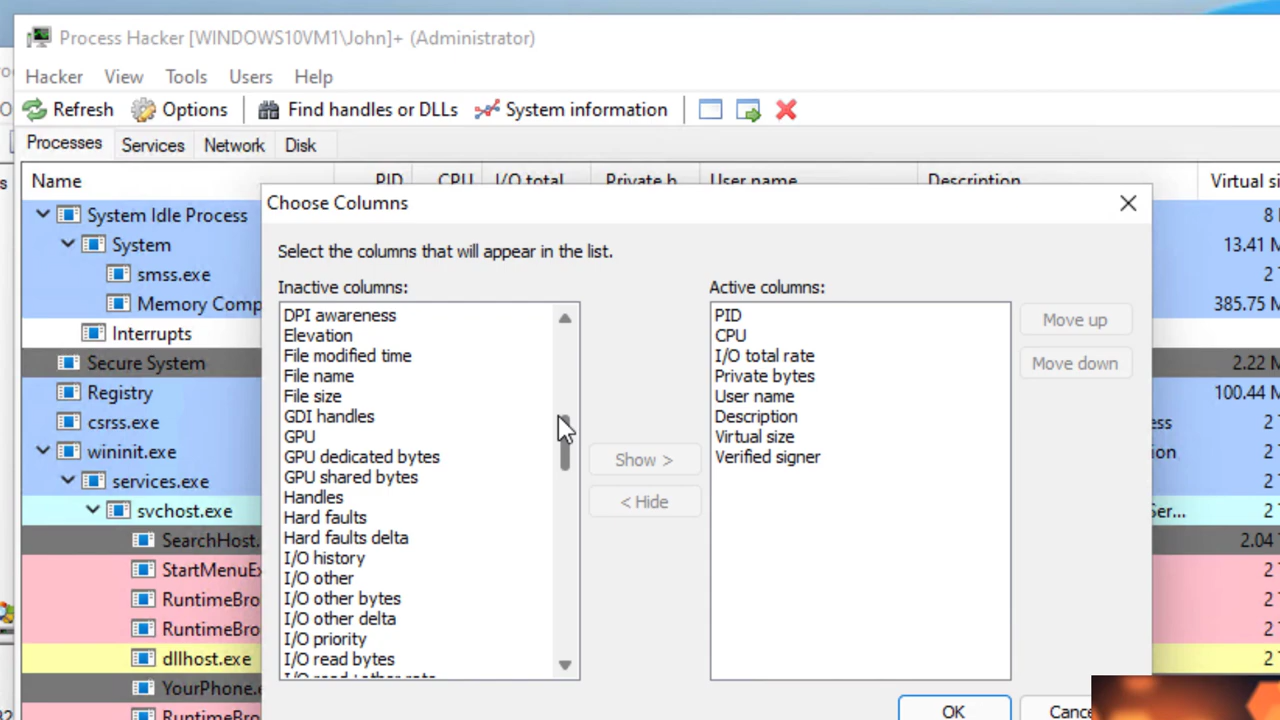 Process Hacker [WINDOWS10VM1\John]+ (Administrator)
Hacker View Tools Users Help
Refresh Options Find handles or DLLs System information
Processes Services Network Disk
Name PID CPU I/O total Private b User name Description Virtual si
Choose Columns
Select the columns that will appear in the list.
Inactive columns:
DPI awareness
Elevation
File modified time
File name
File size
GDI handles
GPU
GPU dedicated bytes
GPU shared bytes
Handles
Hard faults
Hard faults delta
I/O history
I/O other
I/O other bytes
I/O other delta
I/O priority
I/O read bytes
Show >
< Hide
Active columns:
PID
CPU
I/O total rate
Private bytes
User name
Description
Virtual size
Verified signer
Move up
Move down
OK
Cance
System Idle Process 8
System 13.41 M
smss.exe 2
Memory Comp 385.75 M
Interrupts
Secure System 2.22 M
Registry 100.44 M
csrss.exe ess 2
wininit.exe ion 2
services.exe 2
svchost.exe Ser... 2
SearchHost. 2.04
StartMenuEx 2
RuntimeBro 2
RuntimeBro 2
dllhost.exe 2
YourPhone.e
RuntimeBro